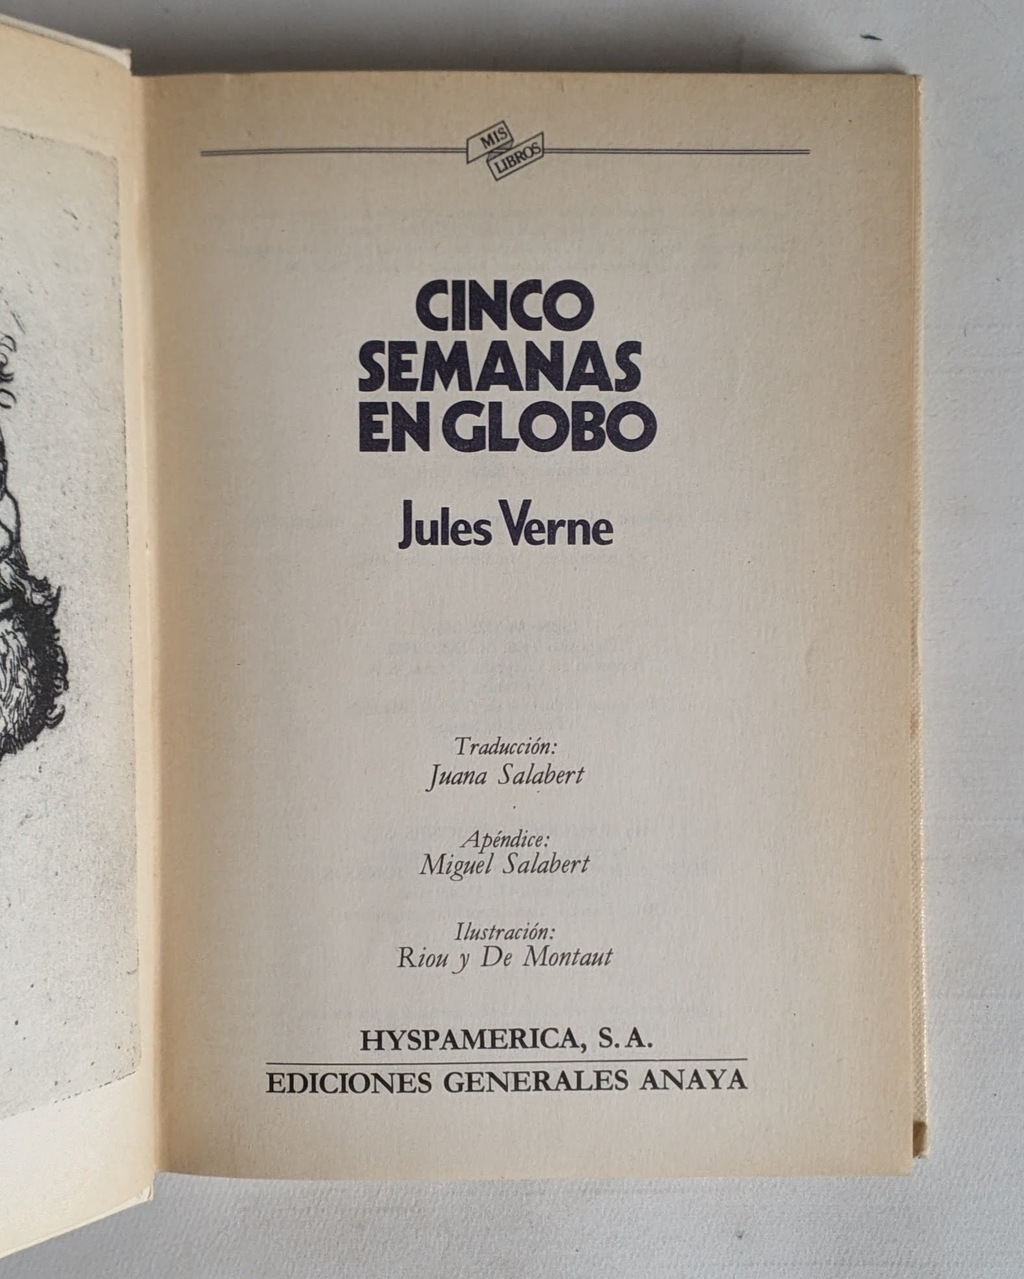 MIS
LIBROS
CINCO
SEMANAS
EN GLOBO
Jules Verne
Traducción:
Juana Salabert
Apéndice:
Miguel Salabert
Ilustración:
Riou y De Montaut
HYSPAMERICA, S. A.
EDICIONES GENERALES ANAYA